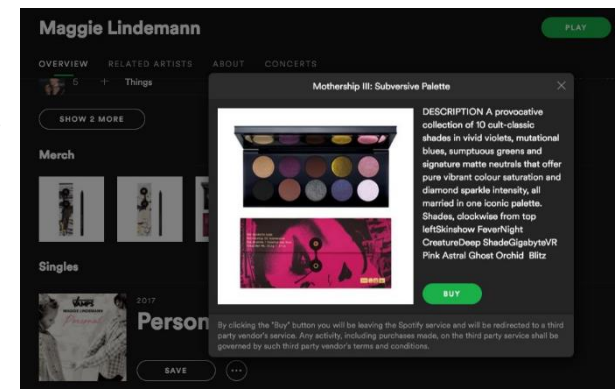 Maggie Lindemann
PLAY
OVERVIEW RELATED ARTISTS ABOUT CONCERTS
5 + Things
SHOW 2 MORE
Merch
Singles
VAMPS
MAGGIE LINDEMANN
Personal
2017
Person
SAVE
Mothership III: Subversive Palette
DESCRIPTION A provocative
collection of 10 cult-classic
shades in vivid violets, mutational
blues, sumptuous greens and
signature matte neutrals that offer
pure vibrant colour saturation and
diamond sparkle intensity, all
married in one iconic palette.
Shades, clockwise from top
leftSkinshow FeverNight
CreatureDeep ShadeGigabyteVR
Pink Astral Ghost Orchid Blitz
BUY
By clicking the "Buy" button you will be leaving the Spotify service and will be redirected to a third
party vendor's service. Any activity, including purchases made, on the third party service shall be
governed by such third party vendor's terms and conditions.